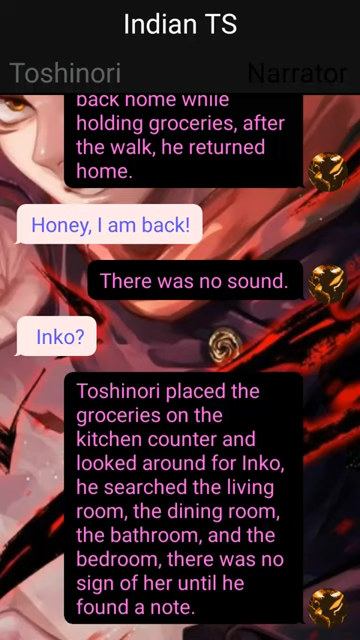 Indian TS
Toshinori
Narrator
back home while
holding groceries, after
the walk, he returned
home.
Honey, I am back!
There was no sound.
Inko?
Toshinori placed the
groceries on the
kitchen counter and
looked around for Inko,
he searched the living
room, the dining room,
the bathroom, and the
bedroom, there was no
sign of her until he
found a note.